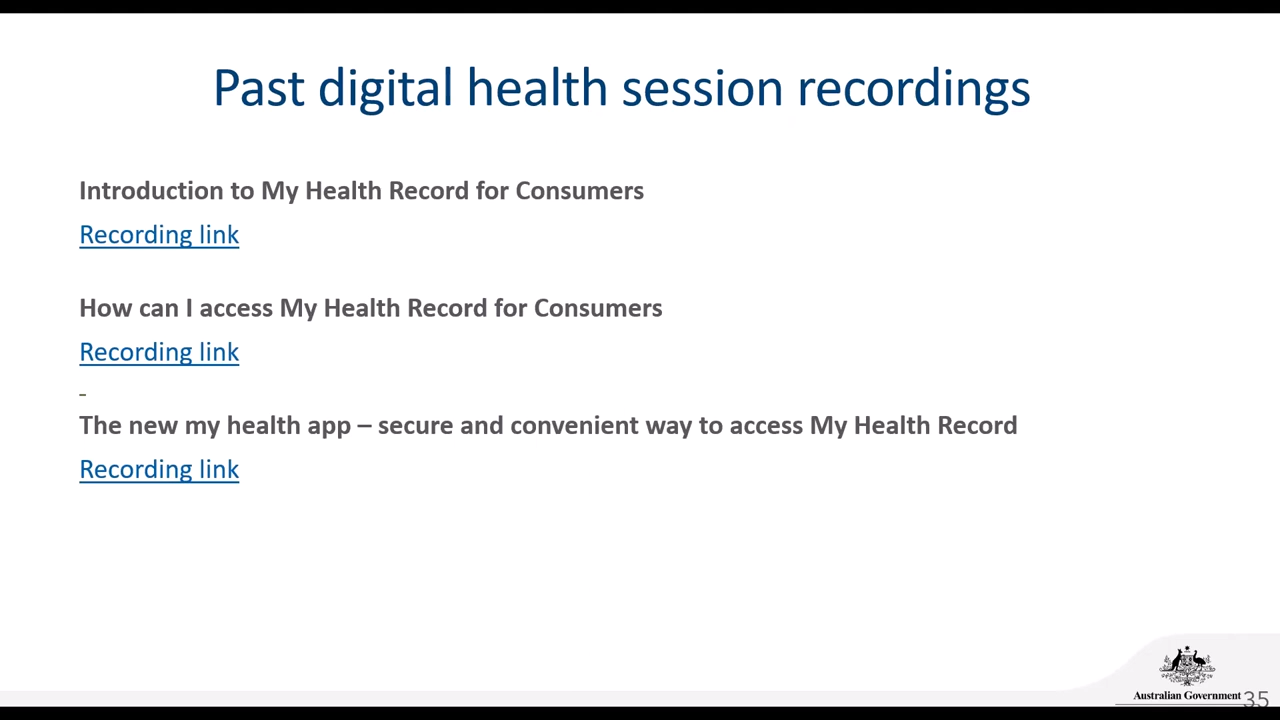 Past digital health session recordings
Introduction to My Health Record for Consumers
Recording link
How can I access My Health Record for Consumers
Recording link
The new my health app – secure and convenient way to access My Health Record
Recording link
Australian Government
35